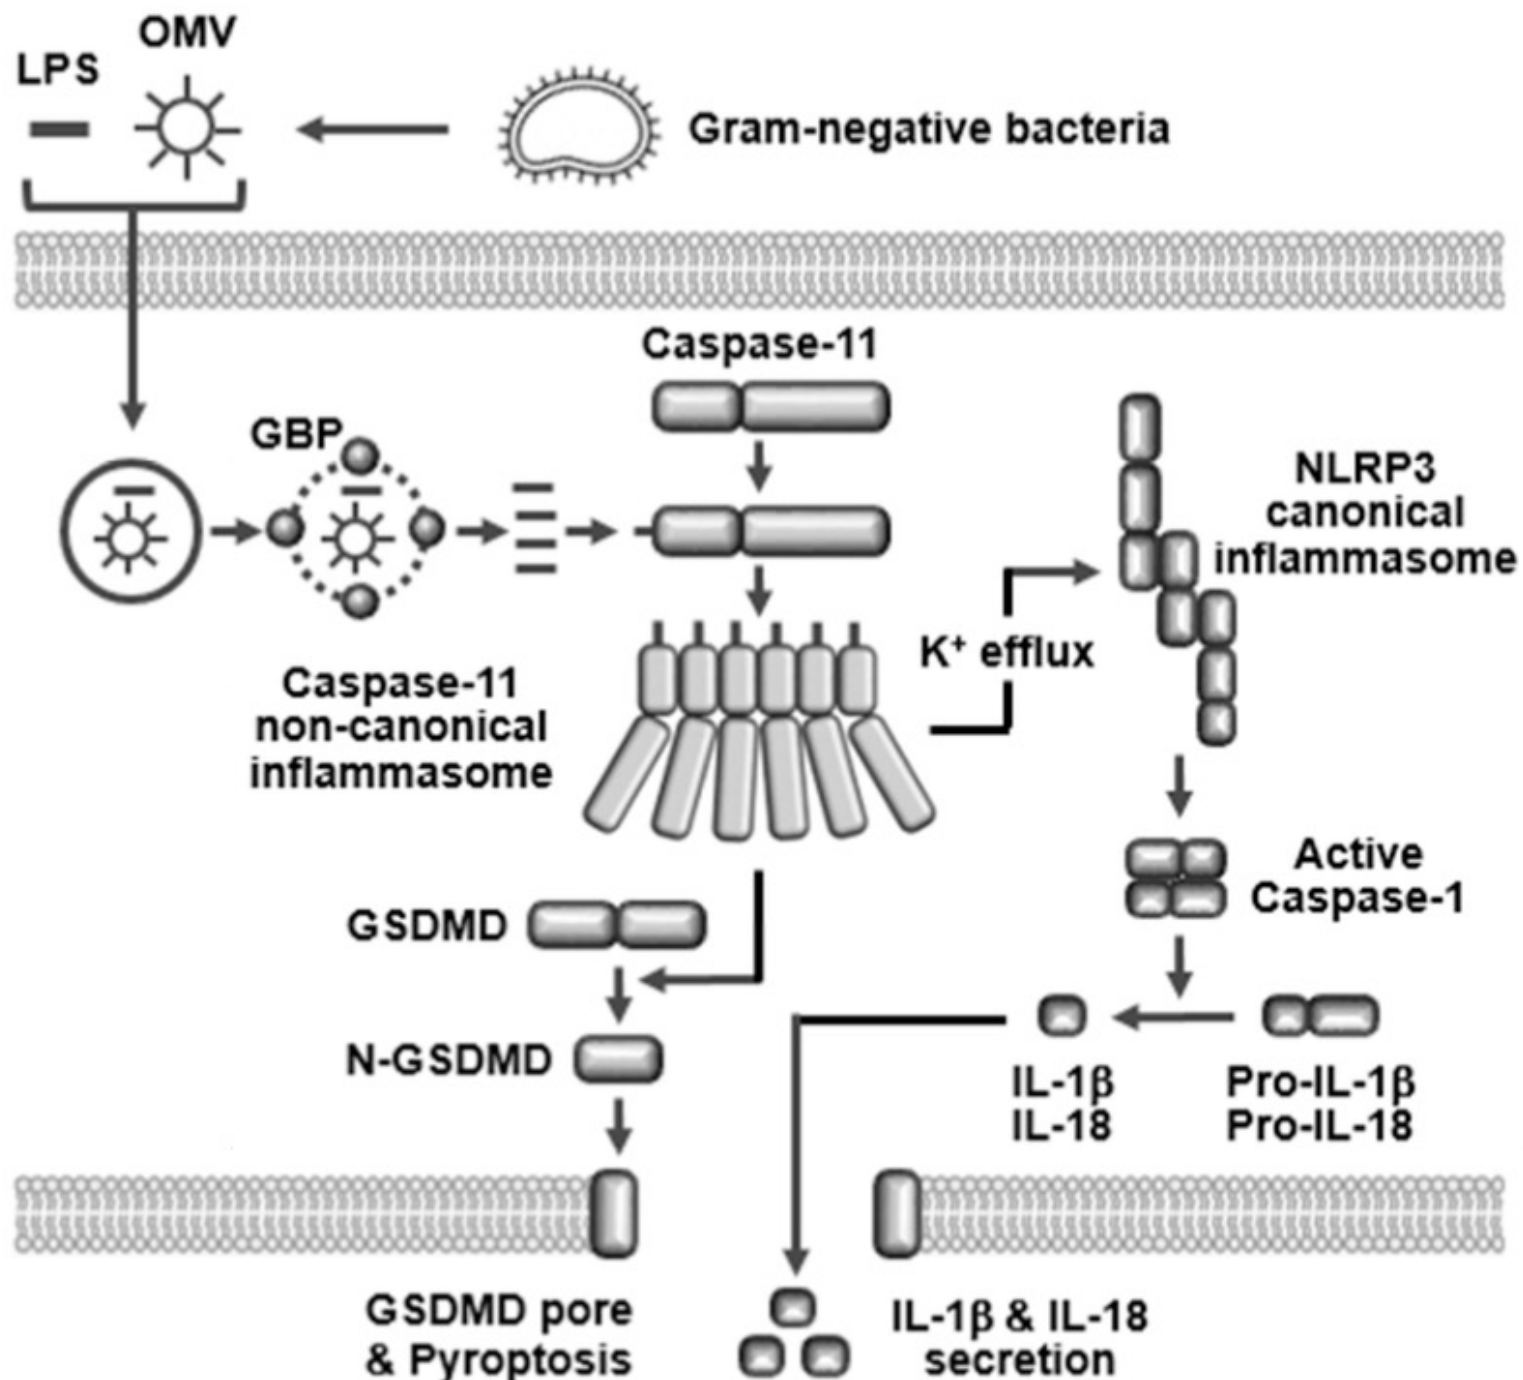 OMV
LPS
Gram-negative bacteria
Caspase-11
GBP
NLRP3
canonical
inflammasome
K⁺ efflux
Caspase-11
non-canonical
inflammasome
Active
Caspase-1
GSDMD
N-GSDMD
IL-1β
IL-18
Pro-IL-1β
Pro-IL-18
GSDMD pore
& Pyroptosis
IL-1β & IL-18
secretion